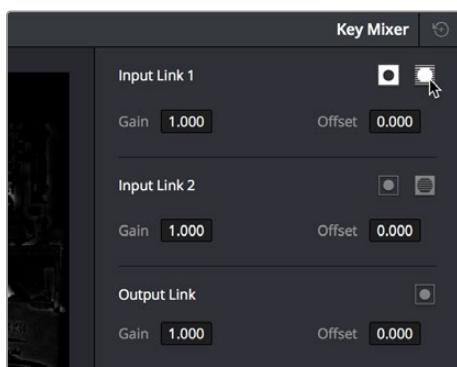 Key Mixer
Input Link 1
Gain 1.000 Offset 0.000
Input Link 2
Gain 1.000 Offset 0.000
Output Link
Gain 1.000 Offset 0.000